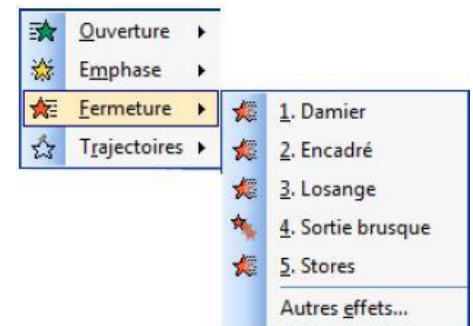 Ouverture
Emphase
Fermeture
Trajectoires
1. Damier
2. Encadré
3. Losange
4. Sortie brusque
5. Stores
Autres effets...